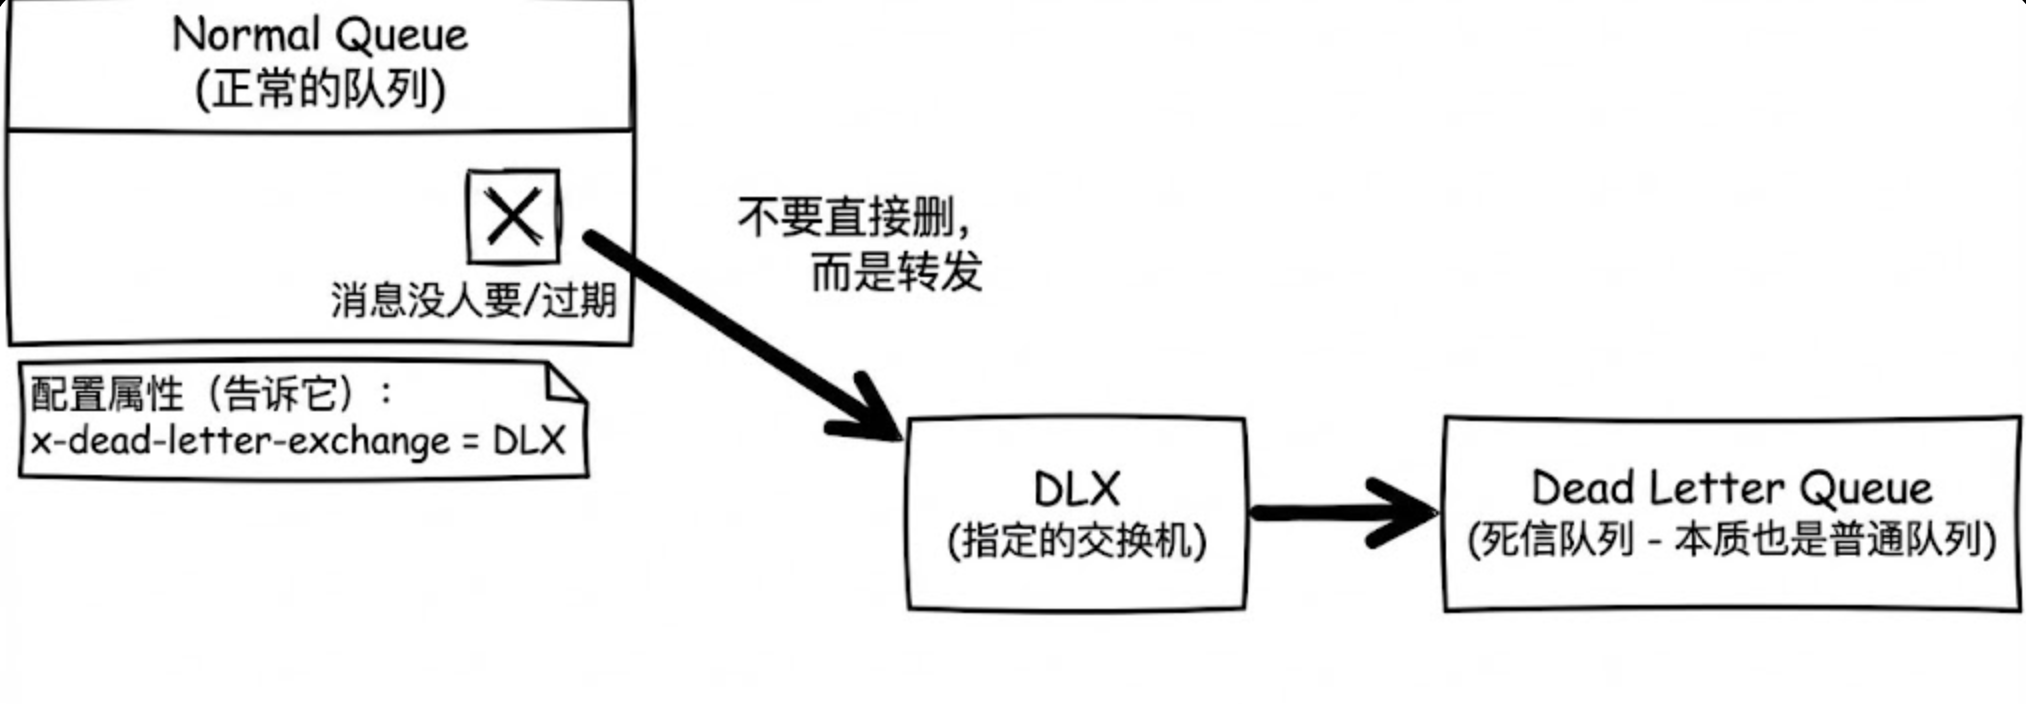 Normal Queue
(正常的队列)
消息没人要/过期
不要直接删，
而是转发
配置属性（告诉它）：
x-dead-letter-exchange = DLX
DLX
(指定的交换机)
Dead Letter Queue
(死信队列 - 本质也是普通队列)